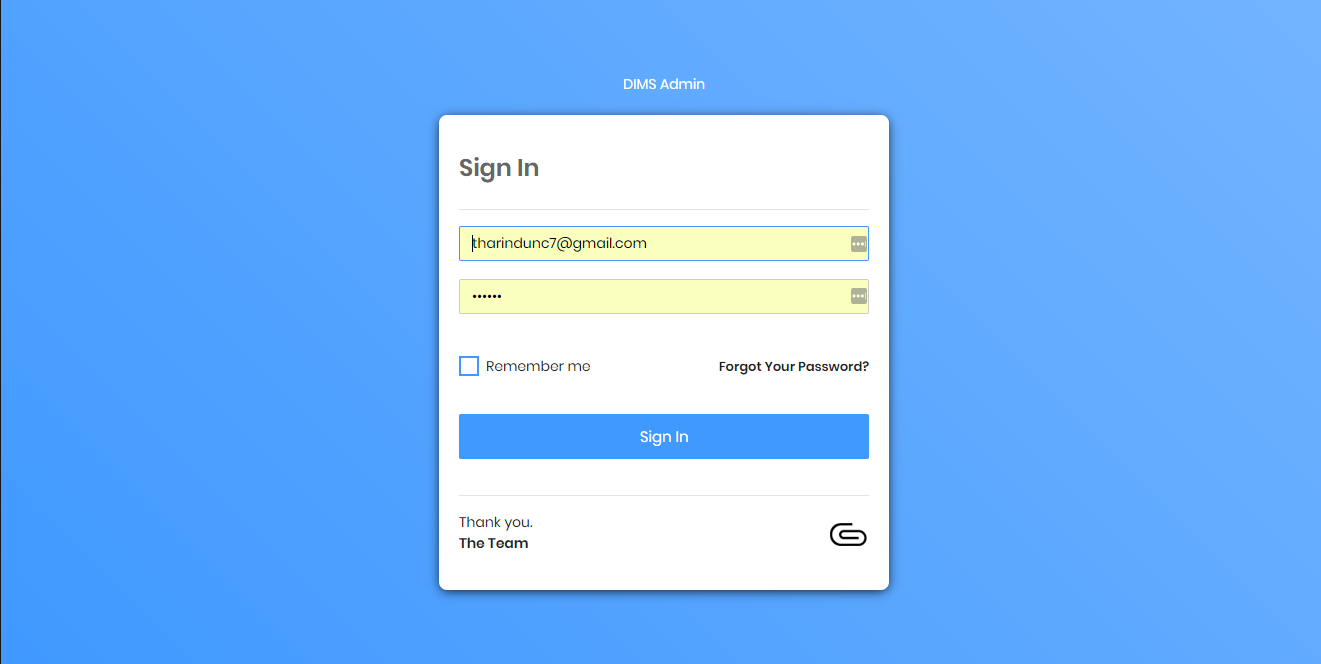 DIMS Admin
Sign In
tharindunc7@gmail.com
••••••
Remember me
Forgot Your Password?
Sign In
Thank you.
The Team